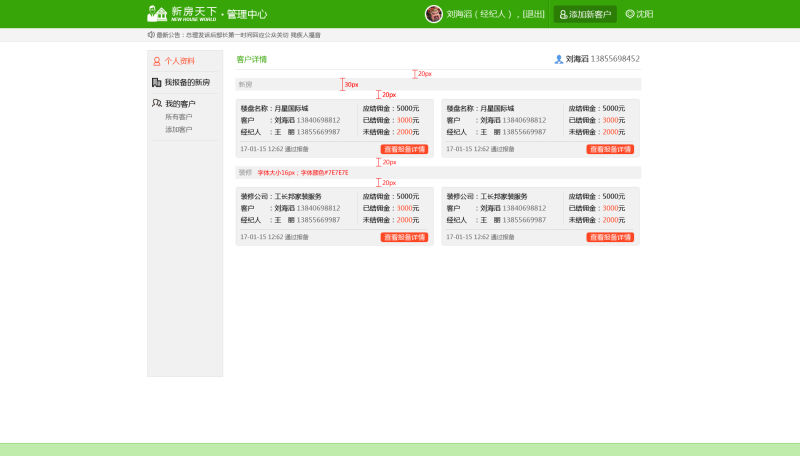 新房天下 · 管理中心
NEW HOUSE WORLD
刘海滔（经纪人），[退出]
添加新客户
沈阳
最新公告：总理发话后部长第一时间回应公众关切 残疾人福音
个人资料
我报备的新房
我的客户
所有客户
添加客户
客户详情
刘海滔 13855698452
20px
新房
30px
20px
楼盘名称：月星国际城
应结佣金：5000元
客户 ：刘海滔 13840698812
已结佣金：3000元
经纪人 ：王 丽 13855669987
未结佣金：2000元
17-01-15 12:62 通过报备
查看报备详情
楼盘名称：月星国际城
应结佣金：5000元
客户 ：刘海滔 13840698812
已结佣金：3000元
经纪人 ：王 丽 13855669987
未结佣金：2000元
17-01-15 12:62 通过报备
查看报备详情
20px
装修
字体大小16px；字体颜色#7E7E7E
20px
装修公司：工长邦家装服务
应结佣金：5000元
客户 ：刘海滔 13840698812
已结佣金：3000元
经纪人 ：王 丽 13855669987
未结佣金：2000元
17-01-15 12:62 通过报备
查看报备详情
装修公司：工长邦家装服务
应结佣金：5000元
客户 ：刘海滔 13840698812
已结佣金：3000元
经纪人 ：王 丽 13855669987
未结佣金：2000元
17-01-15 12:62 通过报备
查看报备详情